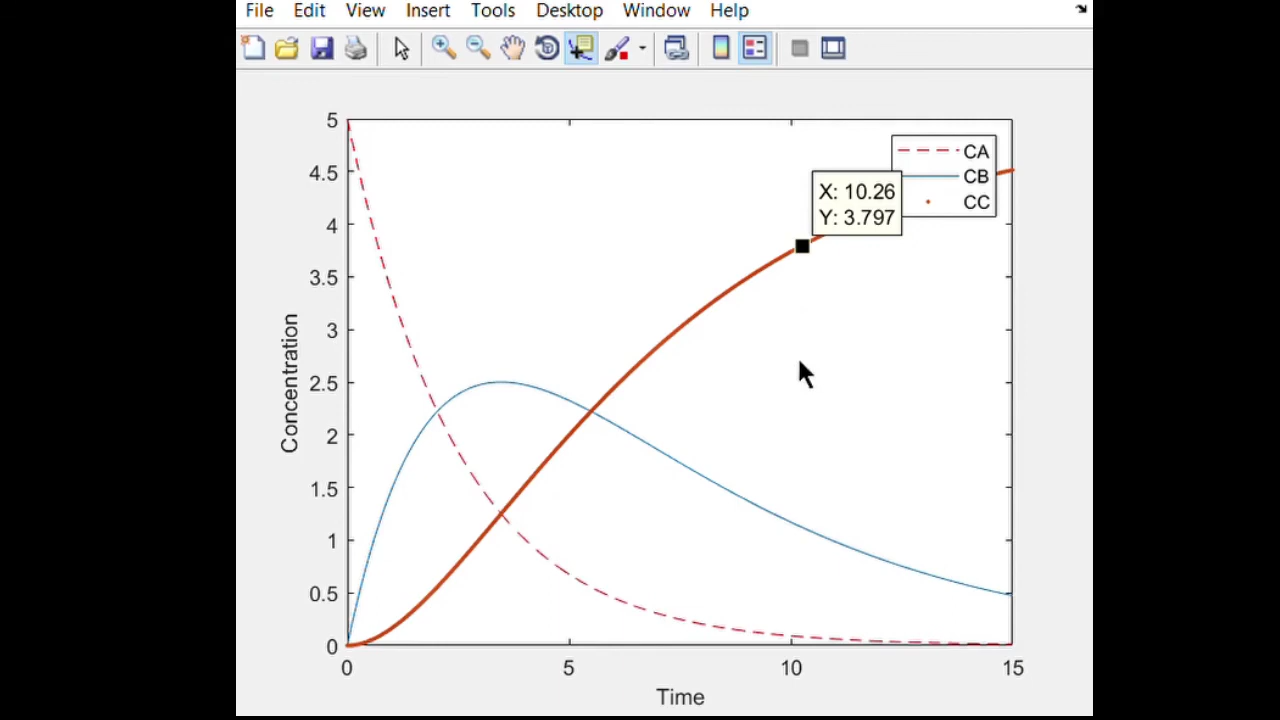 File Edit View Insert Tools Desktop Window Help
5
4.5
4
3.5
3
2.5
2
1.5
1
0.5
0
Concentration
CA
CB
CC
X: 10.26
Y: 3.797
0 5 10 15
Time